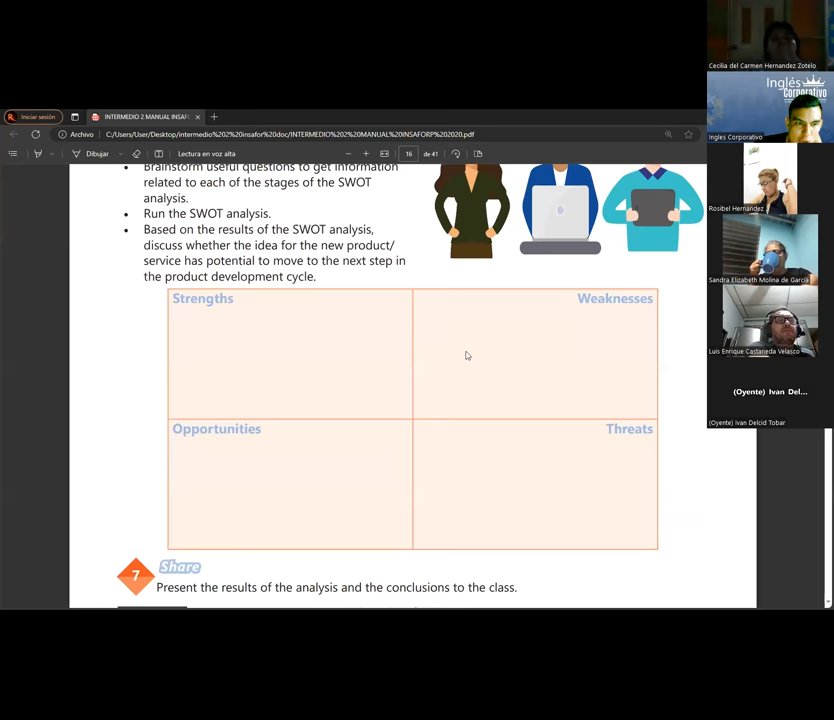 Iniciar sesión
INTERMEDIO 2 MANUAL INSAFOR
Archivo
C:/Users/User/Desktop/intermedio%202%20insafor%20doc/INTERMEDIO%202%20MANUAL%20INSAFORP%202020.pdf
Dibujar
Lectura en voz alta
16
de 41
Brainstorm useful questions to get information
related to each of the stages of the SWOT
analysis.
• Run the SWOT analysis.
• Based on the results of the SWOT analysis,
discuss whether the idea for the new product/
service has potential to move to the next step in
the product development cycle.
Strengths
Weaknesses
Opportunities
Threats
7
Share
Present the results of the analysis and the conclusions to the class.
Cecilia del Carmen Hernandez Zotelo
Inglés
Corporativo
Ingles Corporativo
Rosibel Hernández
Sandra Elizabeth Molina de García
Luis Enrique Castaneda Velasco
(Oyente) Ivan Del...
(Oyente) Ivan Delcid Tobar